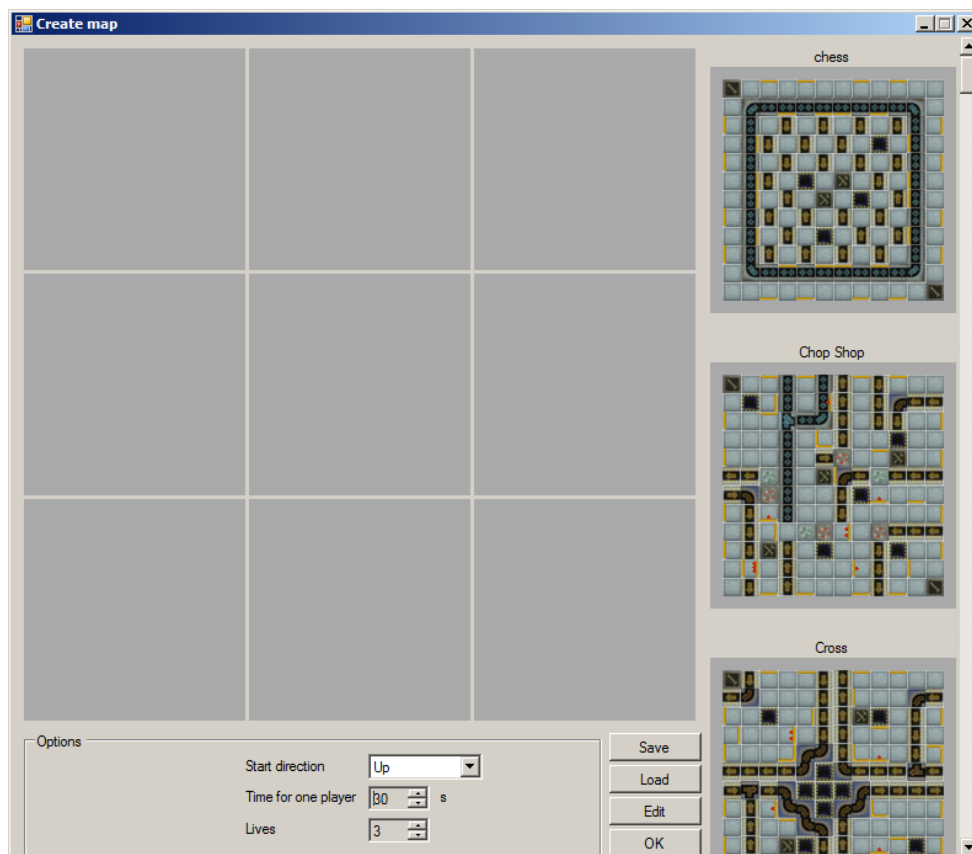 Create map
chess
Chop Shop
Cross
Options
Start direction Up
Time for one player 30 s
Lives 3
Save
Load
Edit
OK